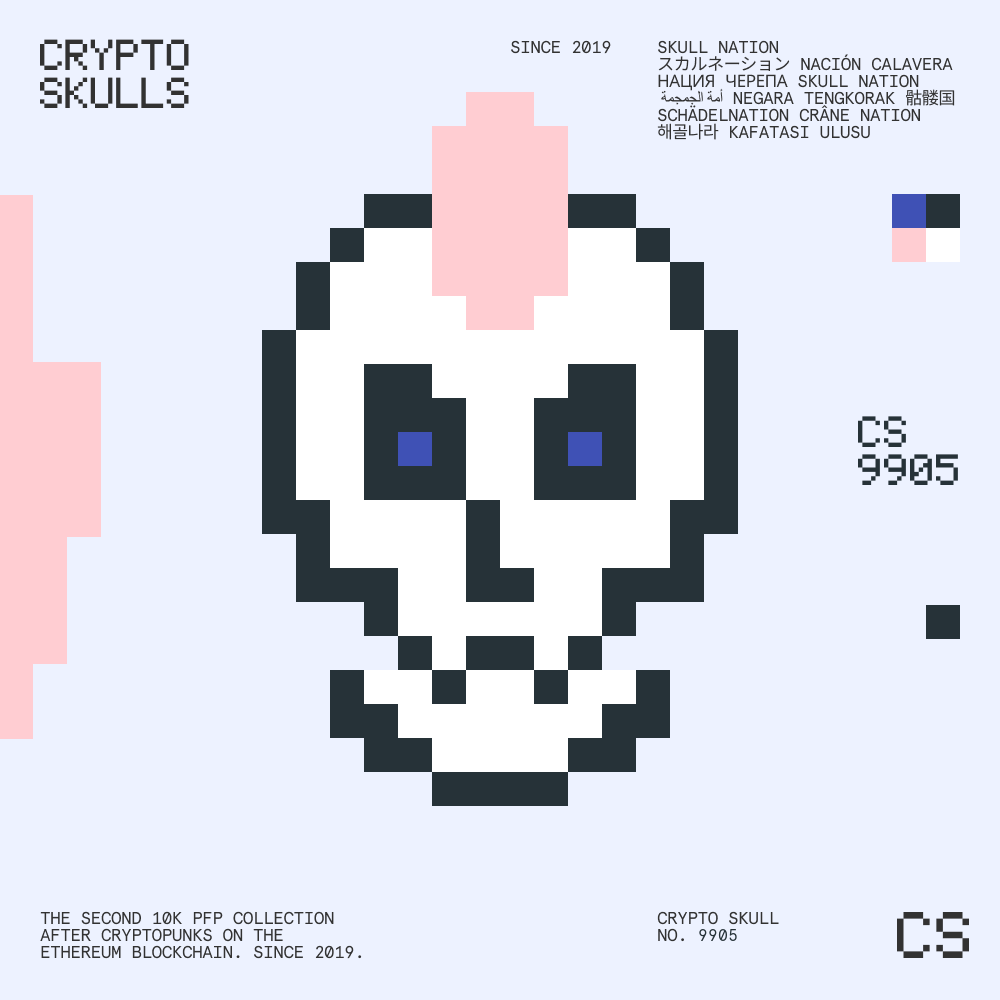 CRYPTO
SKULLS
SINCE 2019
SKULL NATION
スカルネーション NACIÓN CALAVERA
НАЦИЯ ЧЕРЕПА SKULL NATION
أمة الجمجمة NEGARA TENGKORAK 骷髅国
SCHÄDELNATION CRÂNE NATION
해골나라 KAFATASI ULUSU
CS
9905
THE SECOND 10K PFP COLLECTION
AFTER CRYPTOPUNKS ON THE
ETHEREUM BLOCKCHAIN. SINCE 2019.
CRYPTO SKULL
NO. 9905
CS